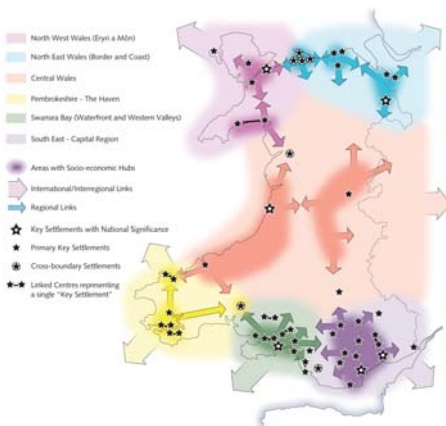 North West Wales (Eryri a Môn)
North East Wales (Border and Coast)
Central Wales
Pembrokeshire - The Haven
Swansea Bay (Waterfront and Western Valleys)
South East - Capital Region
Areas with Socio-economic Hubs
International/Interregional Links
Regional Links
Key Settlements with National Significance
Primary Key Settlements
Cross-boundary Settlements
Linked Centres representing
a single "Key Settlement"